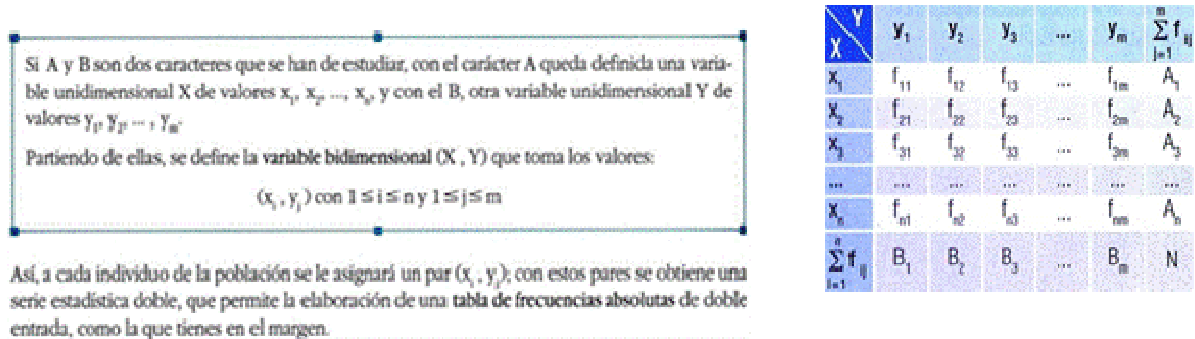 Si A y B son dos caracteres que se han de estudiar, con el carácter A queda definida una varia-
ble unidimensional X de valores x₁, x₂, ..., xₙ, y con el B, otra variable unidimensional Y de
valores y₁, y₂, ... , yₘ.
Partiendo de ellas, se define la variable bidimensional (X , Y) que toma los valores:
(xᵢ , yⱼ) con 1 ≤ i ≤ n y 1 ≤ j ≤ m
Así, a cada individuo de la población se le asignará un par (xᵢ , yⱼ); con estos pares se obtiene una
serie estadística doble, que permite la elaboración de una tabla de frecuencias absolutas de doble
entrada, como la que tienes en el margen.
X Y y₁ y₂ y₃ ... yₘ m Σ j=1 fᵢⱼ
x₁ f₁₁ f₁₂ f₁₃ ... f₁ₘ A₁
x₂ f₂₁ f₂₂ f₂₃ ... f₂ₘ A₂
x₃ f₃₁ f₃₂ f₃₃ ... f₃ₘ A₃
... ... ... ... ... ... ...
xₙ fₙ₁ fₙ₂ fₙ₃ ... fₙₘ Aₙ
n Σ i=1 fᵢⱼ B₁ B₂ B₃ ... Bₘ N